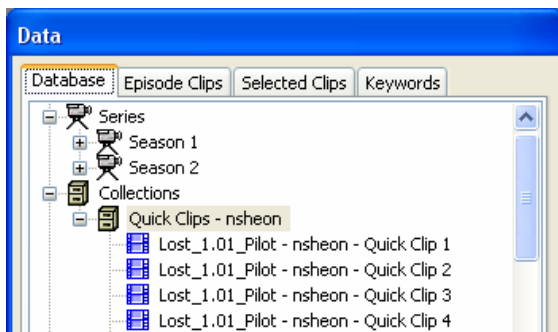 Data
Database Episode Clips Selected Clips Keywords
Series
Season 1
Season 2
Collections
Quick Clips - nsheon
Lost_1.01_Pilot - nsheon - Quick Clip 1
Lost_1.01_Pilot - nsheon - Quick Clip 2
Lost_1.01_Pilot - nsheon - Quick Clip 3
Lost_1.01_Pilot - nsheon - Quick Clip 4